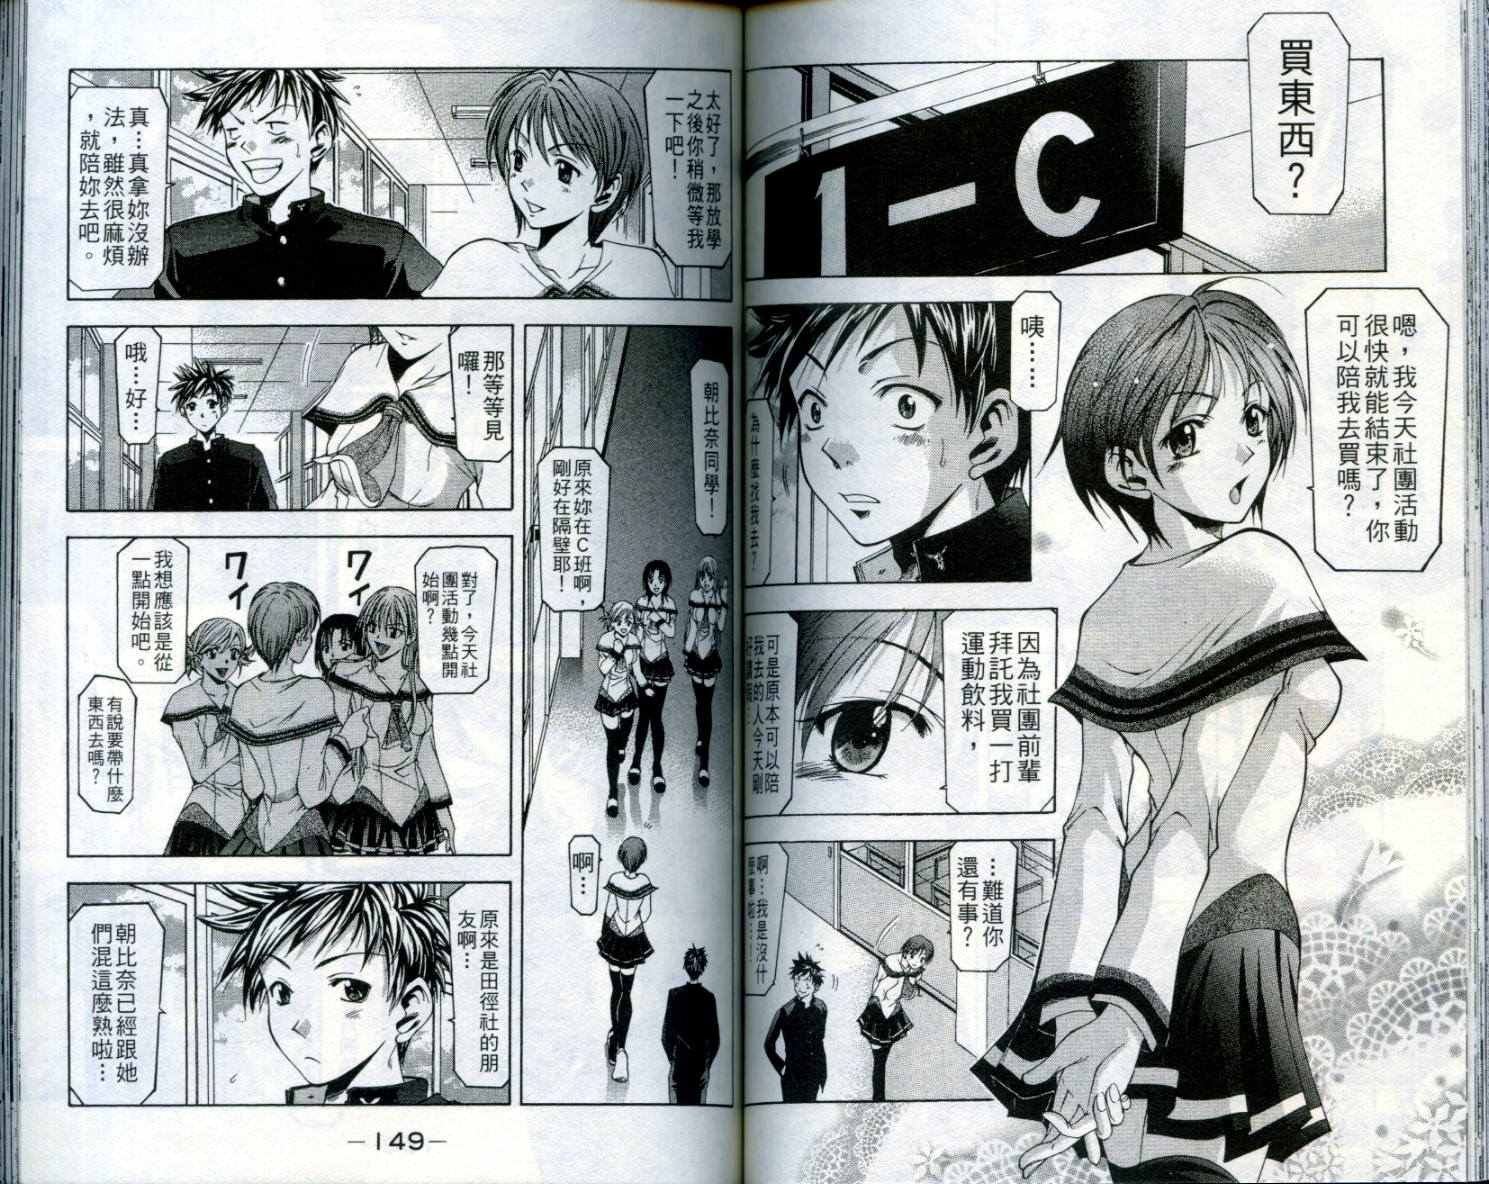 買東西？
1-C
嗯，我今天社團活動
很快就能結束了，你
可以陪我去買嗎？
咦……
為什麼找我去？
因為社團前輩
拜託我買一打
運動飲料，
可是原本可以陪
我去的人今天剛
…難道你
還有事？
啊…我是沒什
太好了，那放學
之後你稍微等我
一下吧！
真…真拿妳沒辦
法，雖然很麻煩
，就陪妳去吧。
朝比奈同學！
原來妳在C班啊，
剛好在隔壁耶！
啊…
那等等見
囉！
哦…好…
對了，今天社
團活動幾點開
始啊？
ワイ
ワイ
我想應該是從
一點開始吧。
有說要帶什麼
東西去嗎？
原來是田徑社的朋
友啊…
朝比奈已經跟她
們混這麼熟啦…
－149－